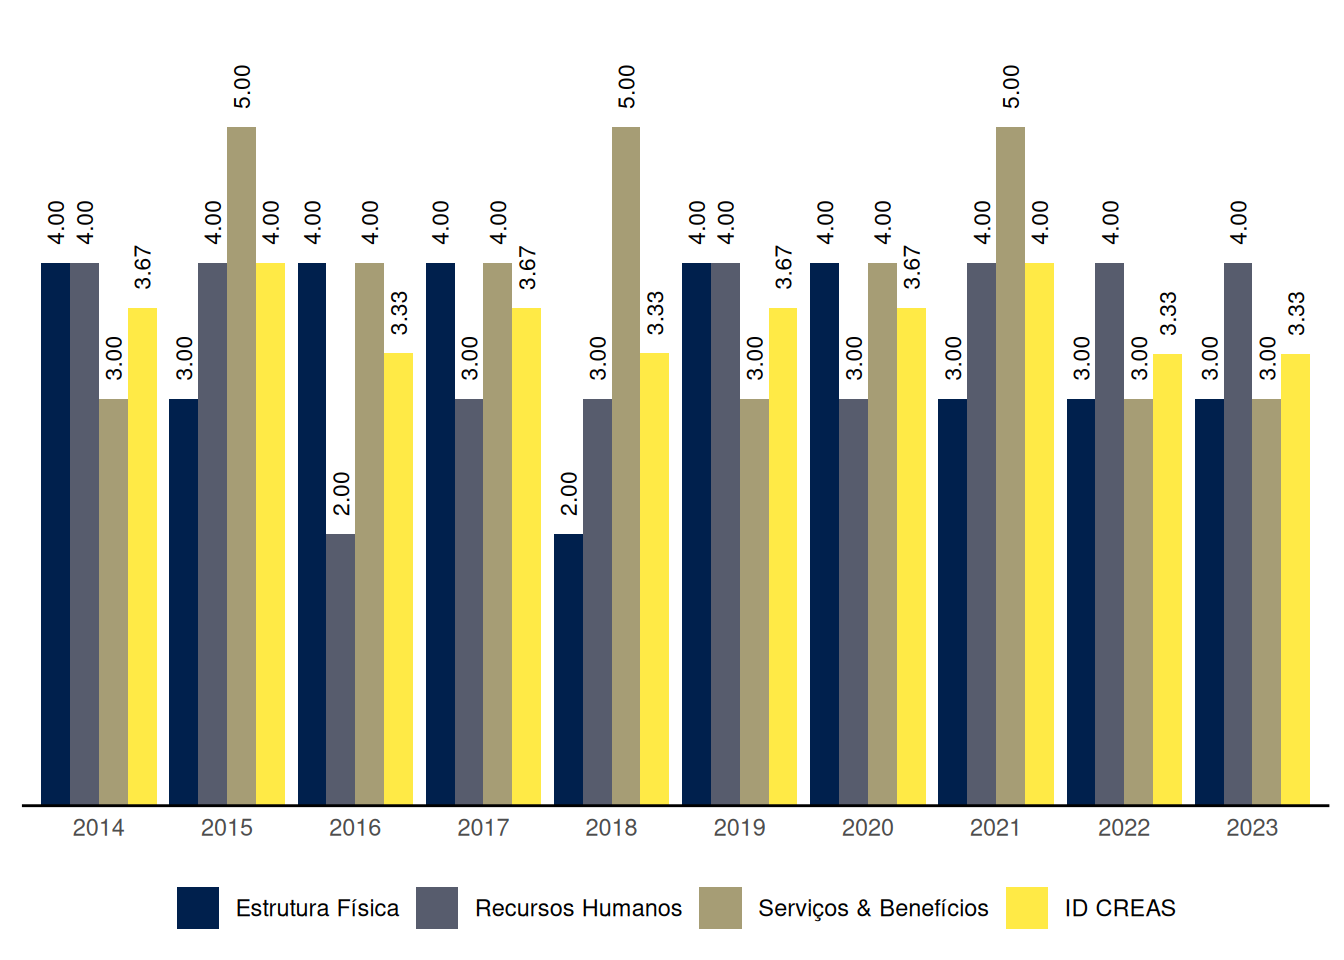 5.00 5.00 5.00
4.00 4.00 4.00 4.00 4.00 4.00 4.00 4.00 4.00 4.00 4.00 4.00 4.00 4.00 4.00 4.00
3.67 3.67 3.67 3.67
3.33 3.33 3.33 3.33
3.00 3.00 3.00 3.00 3.00 3.00 3.00 3.00 3.00 3.00 3.00
2.00 2.00
2014 2015 2016 2017 2018 2019 2020 2021 2022 2023
Estrutura Física Recursos Humanos Serviços & Benefícios ID CREAS